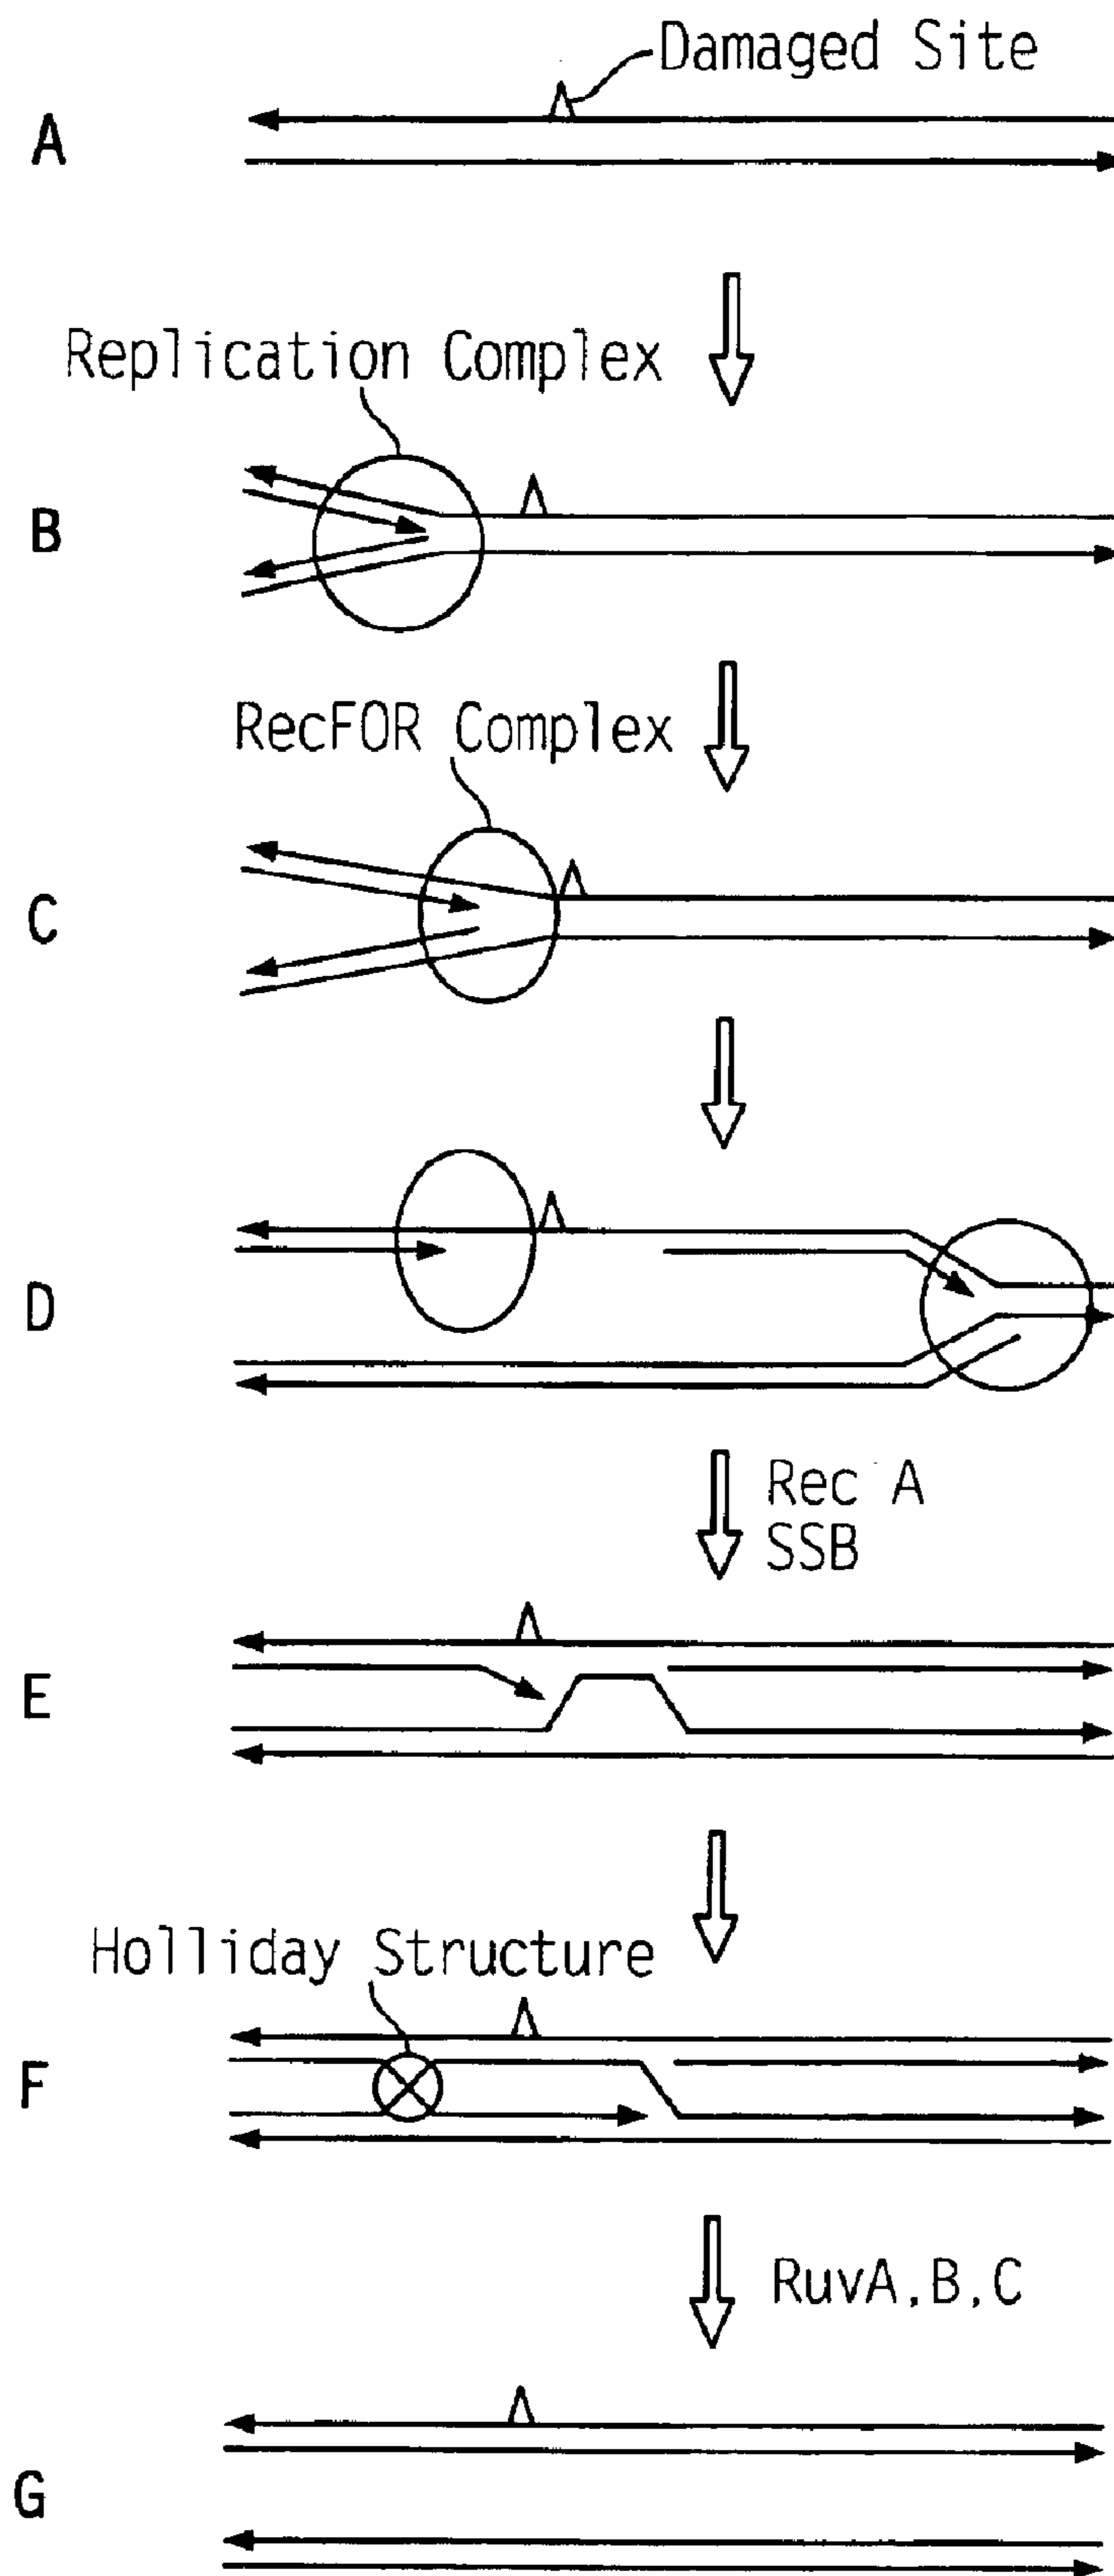 Damaged Site
A
Replication Complex
B
RecFOR Complex
C
D
Rec A
SSB
E
Holliday Structure
F
RuvA,B,C
G